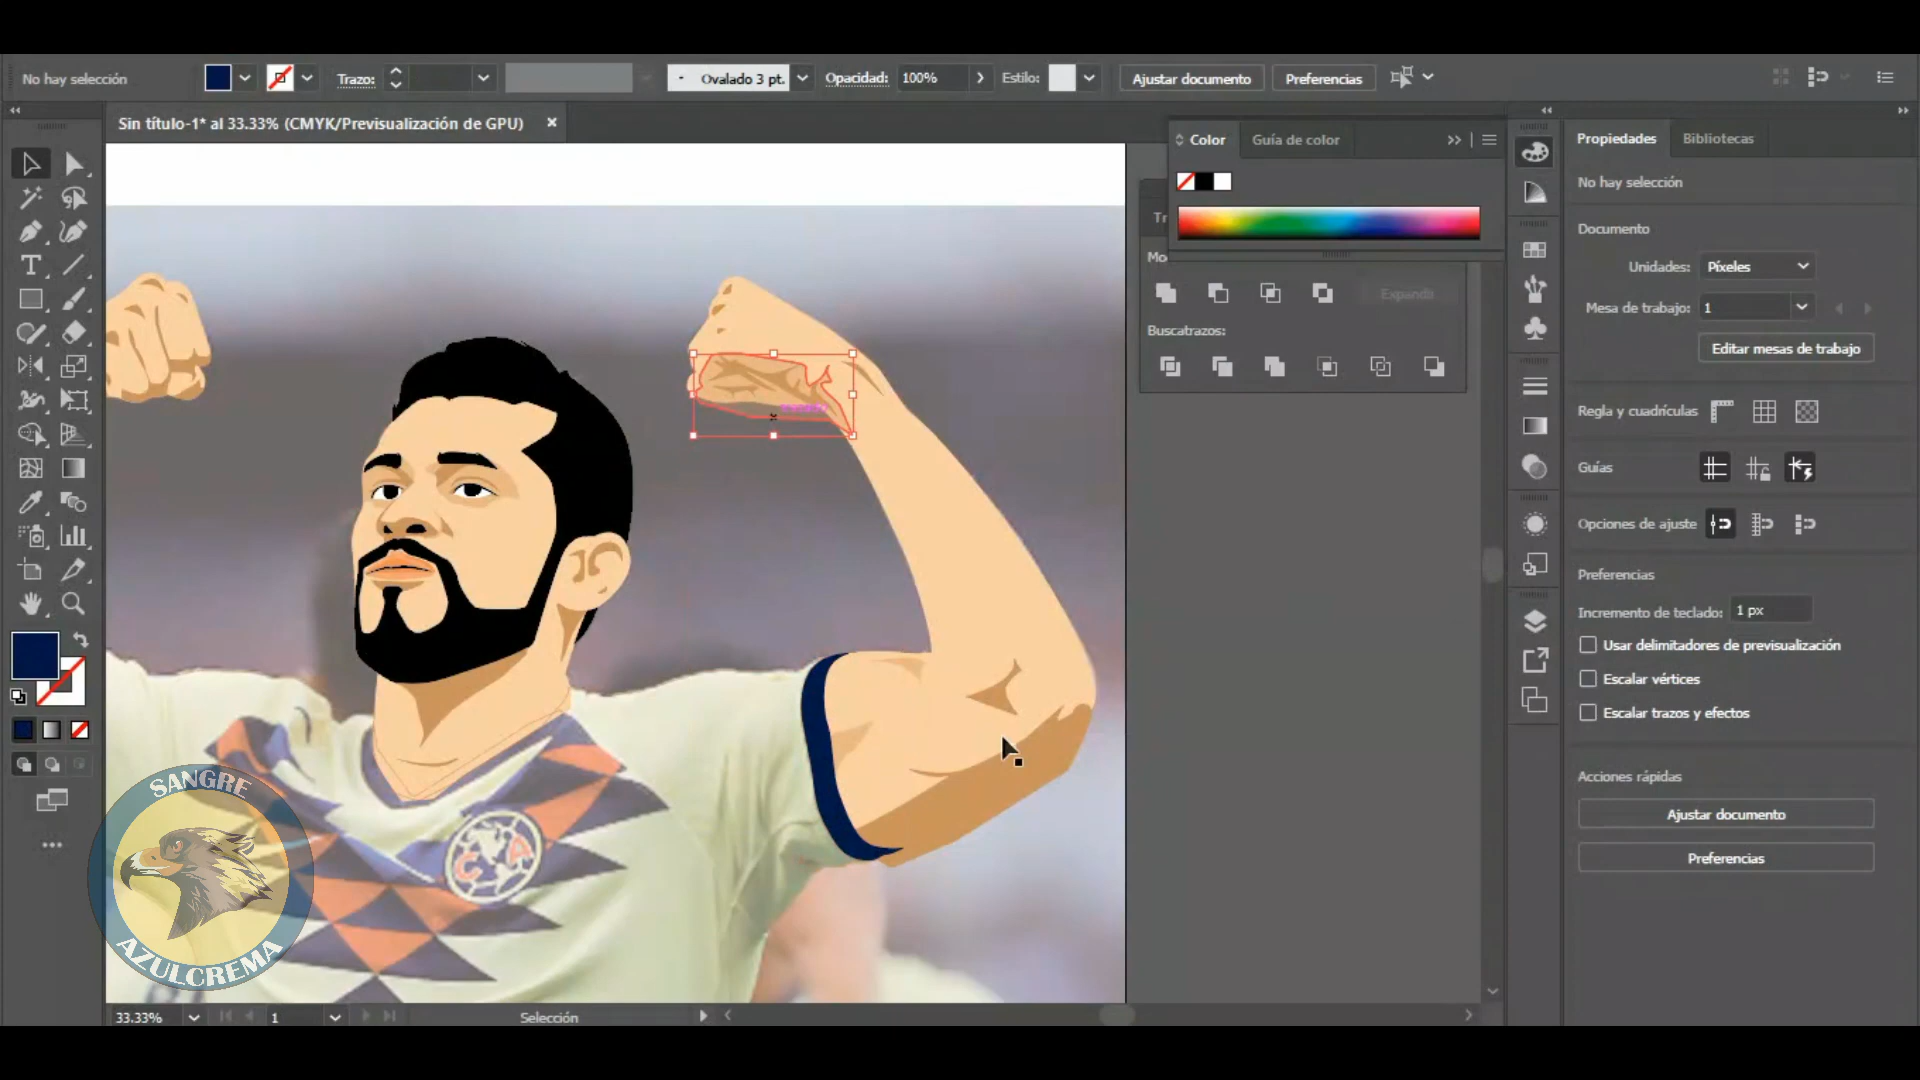 No hay selección
Trazo:
Ovalado 3 pt.
Opacidad:
100%
Estilo:
Ajustar documento
Preferencias
Sin título-1* al 33.33% (CMYK/Previsualización de GPU)
Color
Guía de color
Propiedades
Bibliotecas
No hay selección
Documento
Unidades:
Píxeles
Mesa de trabajo:
1
Editar mesas de trabajo
Tr
Mo
Expandir
Buscatrazos:
Regla y cuadrículas
Guías
Opciones de ajuste
Preferencias
Incremento de teclado:
1 px
Usar delimitadores de previsualización
Escalar vértices
Escalar trazos y efectos
Acciones rápidas
Ajustar documento
Preferencias
SANGRE
AZULCREMA
C A
33.33%
1
Selección